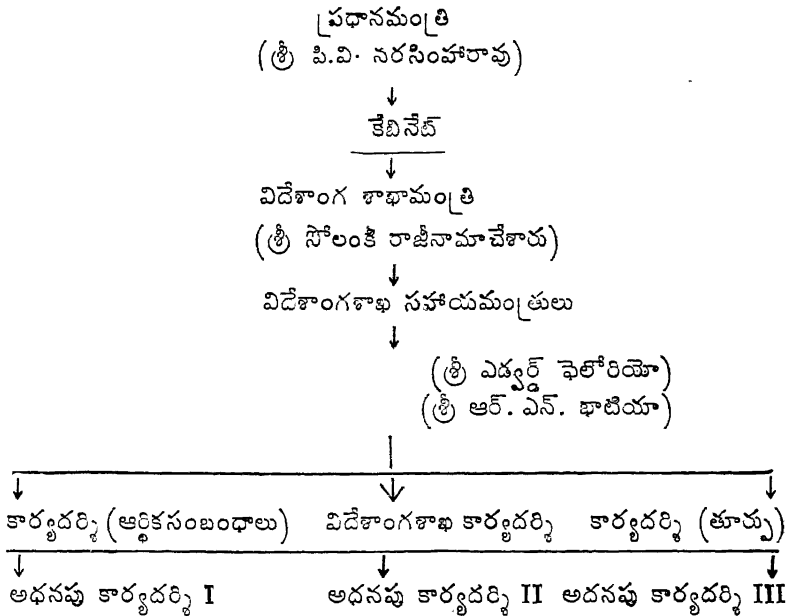 ప్రధానమంత్రి
(శ్రీ పి.వి. నరసింహారావు)
కేబినేట్
విదేశాంగ శాఖామంత్రి
(శ్రీ సోలంకి రాజీనామాచేశారు)
విదేశాంగశాఖ సహాయమంత్రులు
(శ్రీ ఎడ్వర్డ్ ఫెలోరియో)
(శ్రీ ఆర్. ఎన్. భాటియా)
కార్యదర్శి (ఆర్థికసంబంధాలు) విదేశాంగశాఖ కార్యదర్శి కార్యదర్శి (తూర్పు)
అధనపు కార్యదర్శి I అధనపు కార్యదర్శి II అదనపు కార్యదర్శి III